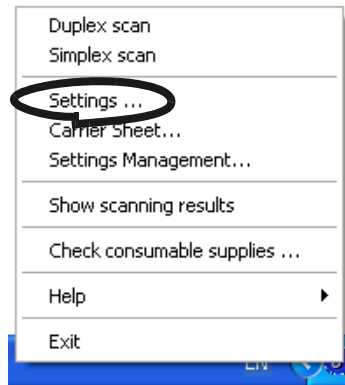 Duplex scan
Simplex scan
Settings ...
Carrier Sheet...
Settings Management...
Show scanning results
Check consumable supplies ...
Help
Exit
EN